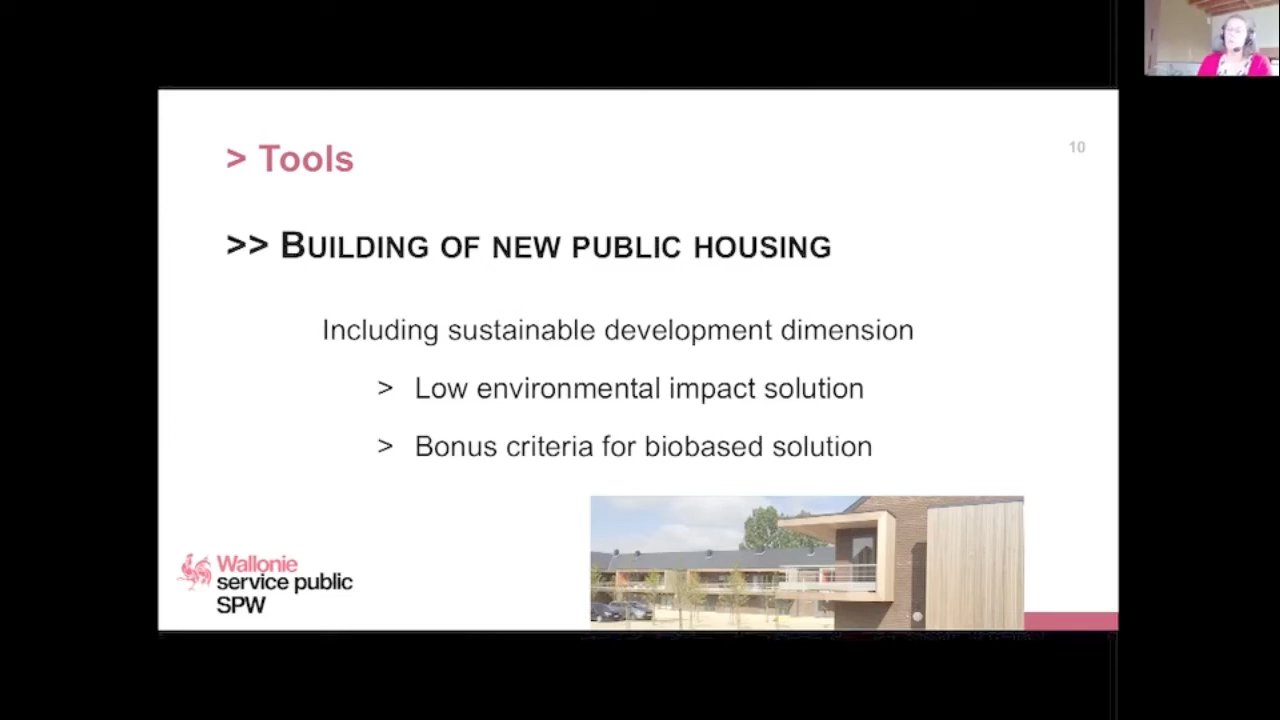 > Tools
10
>> BUILDING OF NEW PUBLIC HOUSING
Including sustainable development dimension
> Low environmental impact solution
> Bonus criteria for biobased solution
Wallonie
service public
SPW